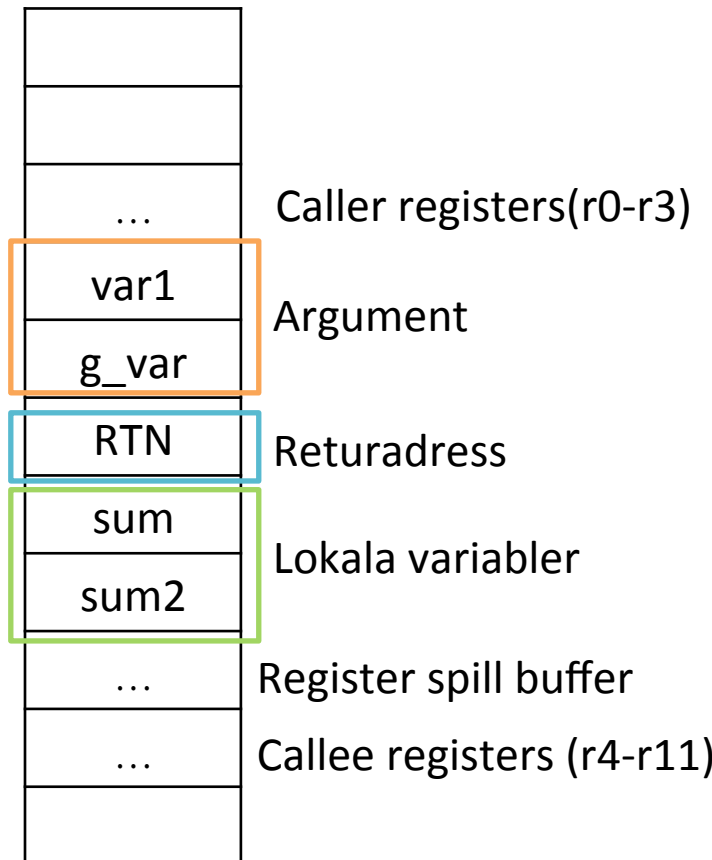 ... Caller registers(r0-r3)
var1
Argument
g_var
RTN Returadress
sum
Lokala variabler
sum2
... Register spill buffer
... Callee registers (r4-r11)